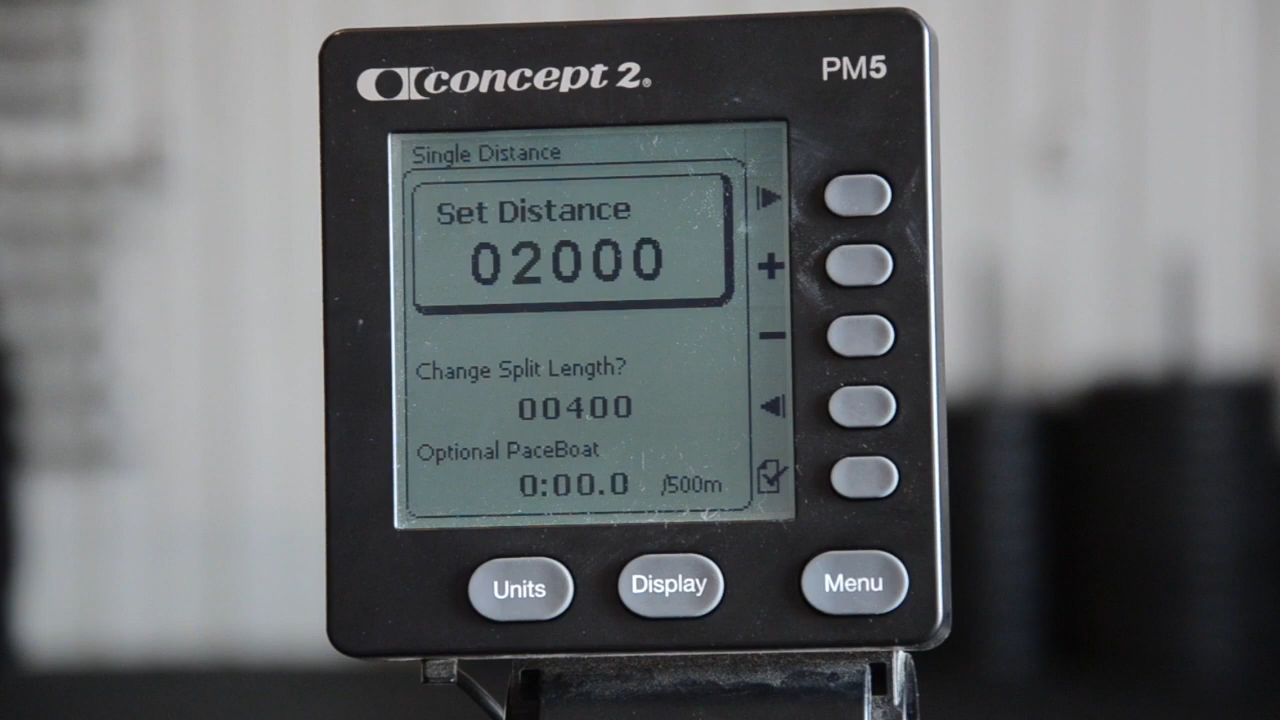 concept 2®
PM5
Single Distance
Set Distance
02000
+
−
Change Split Length?
00400
Optional PaceBoat
0:00.0 /500m
Units
Display
Menu